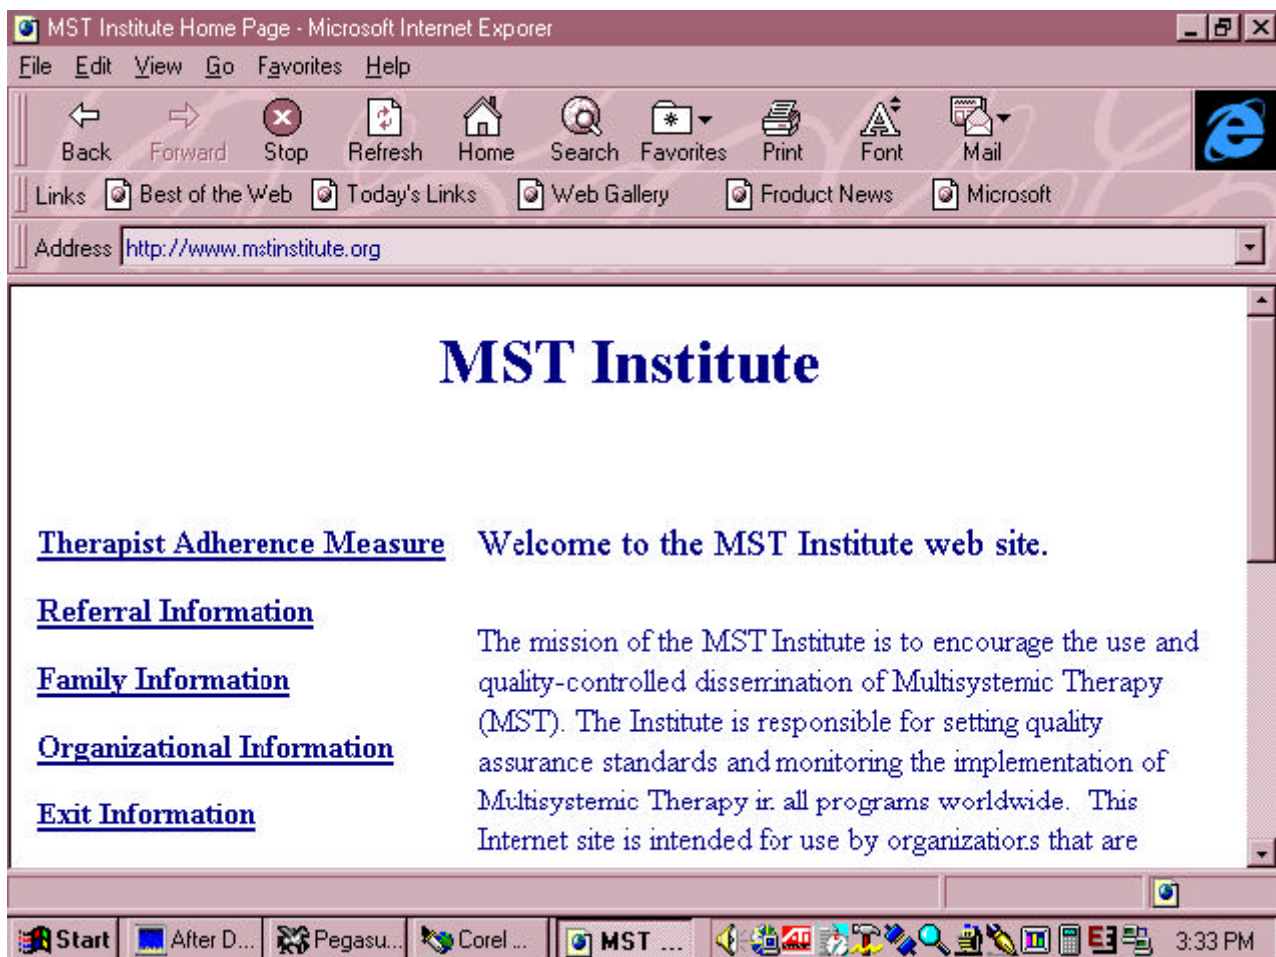 MST Institute Home Page - Microsoft Internet Exporer
File Edit View Go Favorites Help
Back Forward Stop Refresh Home Search Favorites Print Font Mail
Links Best of the Web Today's Links Web Gallery Froduct News Microsoft
Address http://www.mstinstitute.org
MST Institute
Therapist Adherence Measure
Referral Information
Family Information
Organizational Information
Exit Information
Welcome to the MST Institute web site.
The mission of the MST Institute is to encourage the use and
quality-controlled dissemination of Multisystemic Therapy
(MST). The Institute is responsible for setting quality
assurance standards and monitoring the implementation of
Multisystemic Therapy in all programs worldwide. This
Internet site is intended for use by organizations that are
Start After D... Pegasu... Corel ... MST ... 3:33 PM